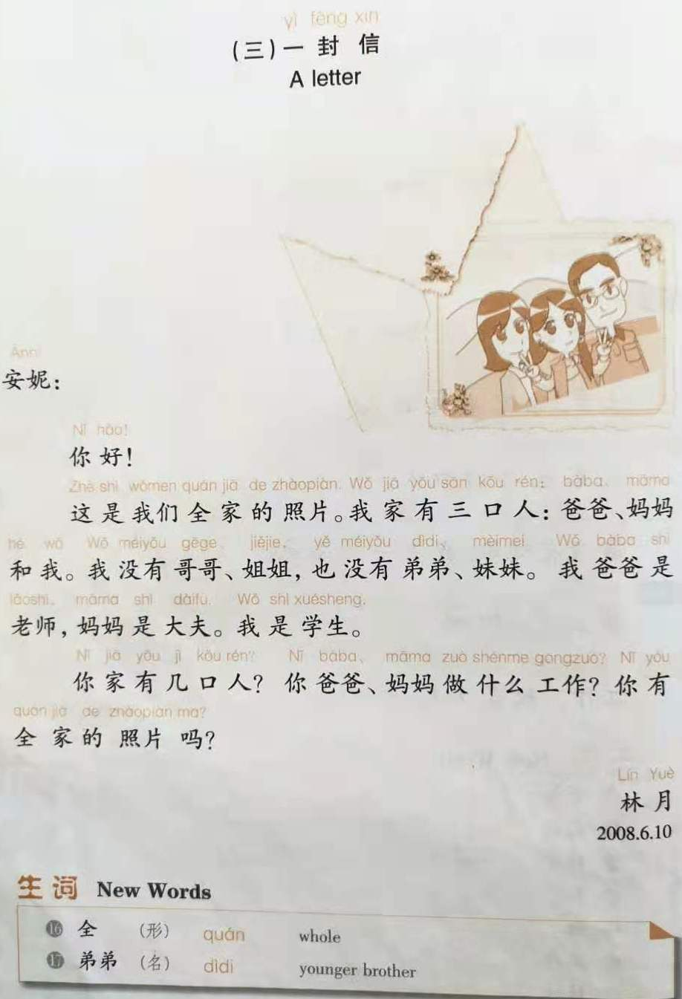 yì fēng xìn
(三)一 封 信
A letter
Ānní
安妮：
Nǐ hǎo!
你 好！
Zhè shì wǒmen quán jiā de zhàopiàn. Wǒ jiā yǒu sān kǒu rén: bàba、 māma
这 是 我们 全 家 的 照片。我 家 有 三 口 人：爸爸、妈妈
hé wǒ Wǒ méiyǒu gēge、 jiějie, yě méiyǒu dìdi、 mèimei Wǒ bàba shì
和 我。我 没有 哥哥、姐姐，也 没有 弟弟、妹妹。 我 爸爸 是
lǎoshī, māma shì dàifu. Wǒ shì xuésheng.
老师，妈妈 是 大夫。我 是 学生。
Nǐ jiā yǒu jǐ kǒu rén? Nǐ bàba、 māma zuò shénme gōngzuò? Nǐ yǒu
你 家 有 几 口 人？ 你 爸爸、妈妈 做 什么 工作？你 有
quán jiā de zhàopiàn ma?
全 家 的 照片 吗？
Lín Yuè
林 月
2008.6.10
生词 New Words
16 全 （形） quán whole
17 弟弟 （名） dìdi younger brother